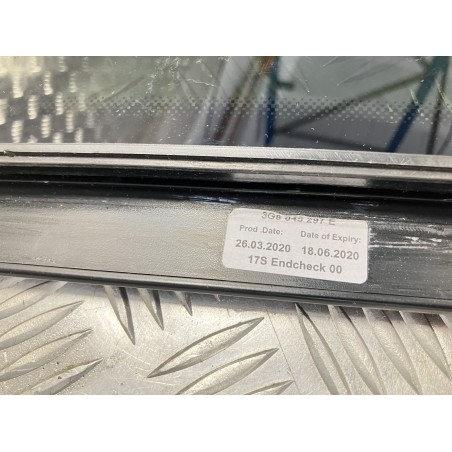 3G8 845 297 E
Prod .Date: Date of Expiry:
26.03.2020 18.06.2020
17S Endcheck 00